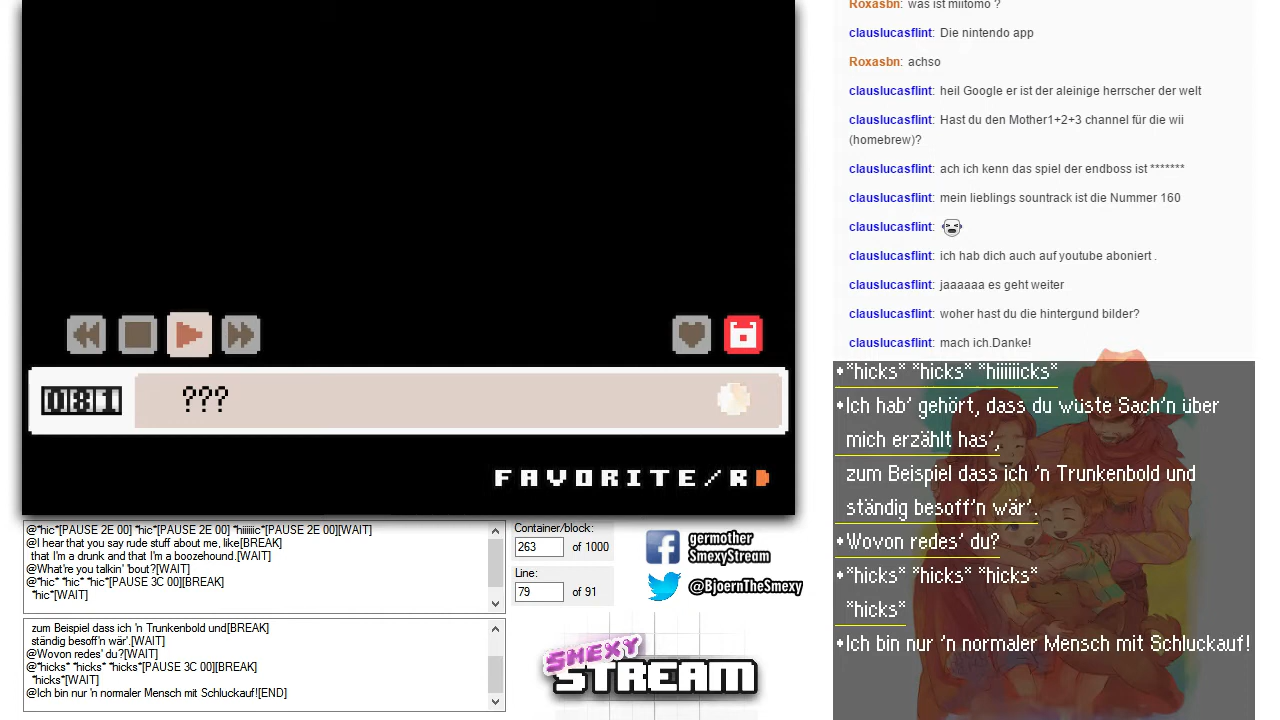 Roxasbn: was ist miitomo ?
clauslucasflint: Die nintendo app
Roxasbn: achso
clauslucasflint: heil Google er ist der aleinige herrscher der welt
clauslucasflint: Hast du den Mother1+2+3 channel für die wii
(homebrew)?
clauslucasflint: ach ich kenn das spiel der endboss ist *******
clauslucasflint: mein lieblings sountrack ist die Nummer 160
clauslucasflint:
clauslucasflint: ich hab dich auch auf youtube aboniert .
clauslucasflint: jaaaaaa es geht weiter
clauslucasflint: woher hast du die hintergund bilder?
clauslucasflint: mach ich.Danke!
081 ???
FAVORITE/R
@*hic*[PAUSE 2E 00] *hic*[PAUSE 2E 00] *hiiiiiic*[PAUSE 2E 00][WAIT]
@I hear that you say rude stuff about me, like[BREAK]
that I'm a drunk and that I'm a boozehound.[WAIT]
@What're you talkin' 'bout?[WAIT]
@*hic* *hic* *hic*[PAUSE 3C 00][BREAK]
*hic*[WAIT]
zum Beispiel dass ich 'n Trunkenbold und[BREAK]
ständig besoff'n wär'.[WAIT]
@Wovon redes' du?[WAIT]
@*hicks* *hicks* *hicks*[PAUSE 3C 00][BREAK]
*hicks*[WAIT]
@Ich bin nur 'n normaler Mensch mit Schluckauf![END]
Container/block:
263 of 1000
Line:
79 of 91
germother
SmexyStream
@BjoernTheSmexy
SMEXY
STREAM
•*hicks* *hicks* *hiiiiiicks*
•Ich hab' gehört, dass du wüste Sach'n über
mich erzählt has',
zum Beispiel dass ich 'n Trunkenbold und
ständig besoff'n wär'.
•Wovon redes' du?
•*hicks* *hicks* *hicks*
*hicks*
•Ich bin nur 'n normaler Mensch mit Schluckauf!